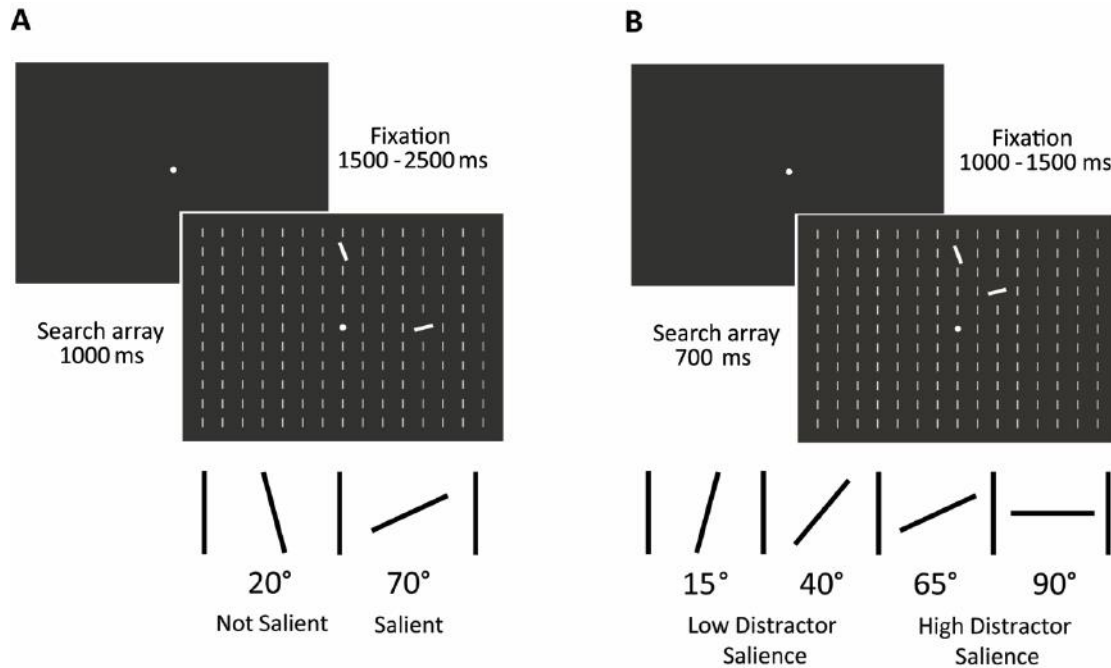 A
Fixation
1500 - 2500 ms
Search array
1000 ms
20°
70°
Not Salient
Salient
B
Fixation
1000 - 1500 ms
Search array
700 ms
15°
40°
65°
90°
Low Distractor
Salience
High Distractor
Salience